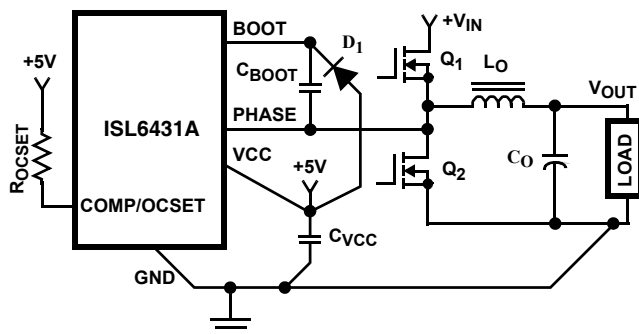 +VIN
BOOT
D1
+5V
CBOOT
Q1
LO
VOUT
ISL6431A
PHASE
ROCSET
VCC
+5V
Q2
CO
LOAD
COMP/OCSET
CVCC
GND